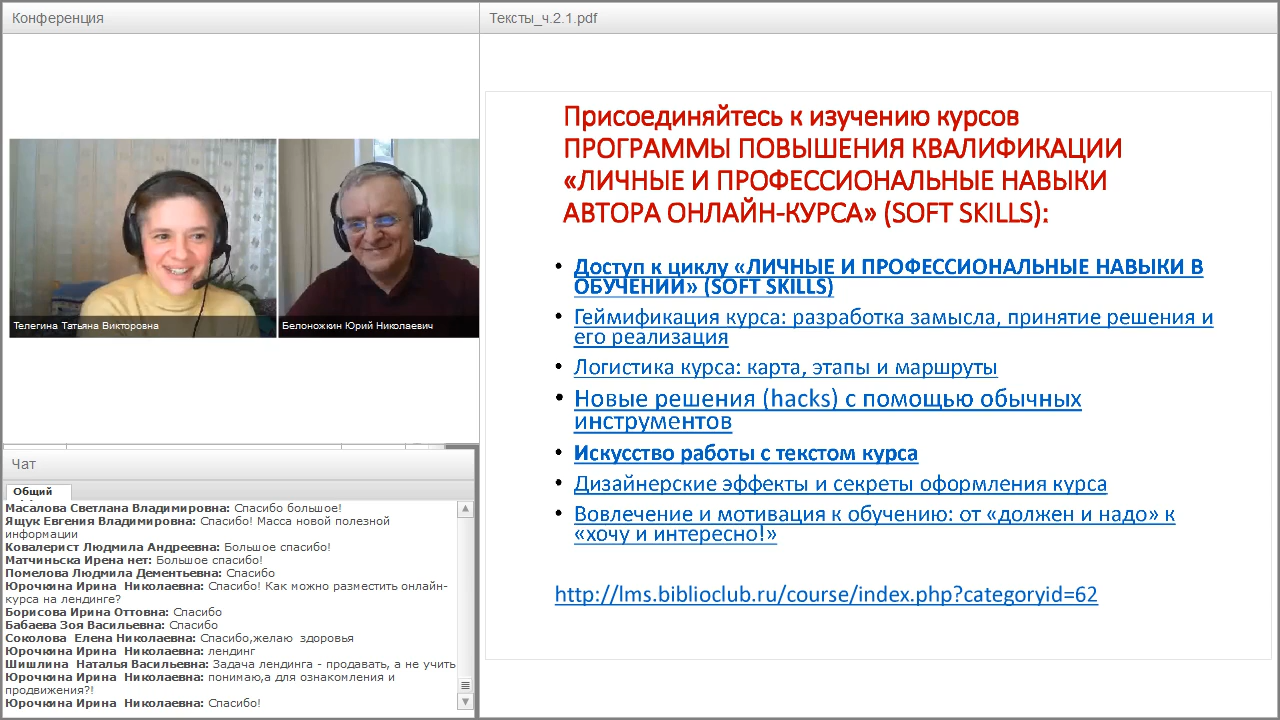 Конференция
Телегина Татьяна Викторовна
Белоножкин Юрий Николаевич
Чат
Общий
Масалова Светлана Владимировна: Спасибо большое!
Ящук Евгения Владимировна: Спасибо! Масса новой полезной
информации
Ковалерист Людмила Андреевна: Большое спасибо!
Матчиньска Ирена нет: Большое спасибо!
Помелова Людмила Дементьевна: Спасибо
Юрочкина Ирина Николаевна: Спасибо! Как можно разместить онлайн-
курса на лендинге?
Борисова Ирина Оттовна: Спасибо
Бабаева Зоя Васильевна: Спасибо
Соколова Елена Николаевна: Спасибо,желаю здоровья
Юрочкина Ирина Николаевна: лендинг
Шишлина Наталья Васильевна: Задача лендинга - продавать, а не учить
Юрочкина Ирина Николаевна: понимаю,а для ознакомления и
продвижения?!
Юрочкина Ирина Николаевна: Спасибо!
Тексты_ч.2.1.pdf
Присоединяйтесь к изучению курсов
ПРОГРАММЫ ПОВЫШЕНИЯ КВАЛИФИКАЦИИ
«ЛИЧНЫЕ И ПРОФЕССИОНАЛЬНЫЕ НАВЫКИ
АВТОРА ОНЛАЙН-КУРСА» (SOFT SKILLS):
• Доступ к циклу «ЛИЧНЫЕ И ПРОФЕССИОНАЛЬНЫЕ НАВЫКИ В
ОБУЧЕНИИ» (SOFT SKILLS)
• Геймификация курса: разработка замысла, принятие решения и
его реализация
• Логистика курса: карта, этапы и маршруты
• Новые решения (hacks) с помощью обычных
инструментов
• Искусство работы с текстом курса
• Дизайнерские эффекты и секреты оформления курса
• Вовлечение и мотивация к обучению: от «должен и надо» к
«хочу и интересно!»
http://lms.biblioclub.ru/course/index.php?categoryid=62